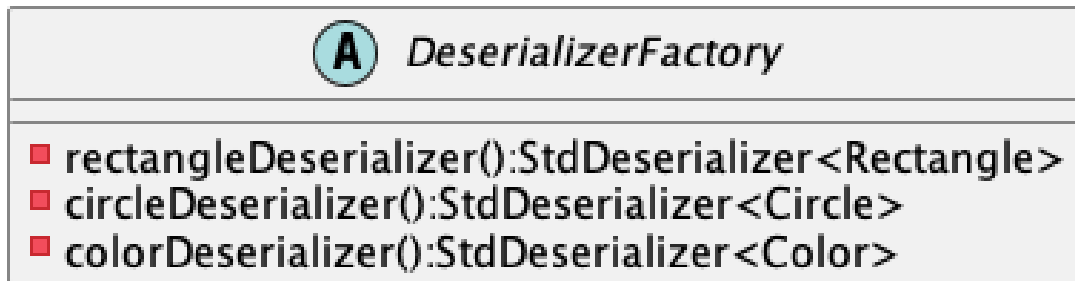 A DeserializerFactory
rectangleDeserializer():StdDeserializer<Rectangle>
circleDeserializer():StdDeserializer<Circle>
colorDeserializer():StdDeserializer<Color>